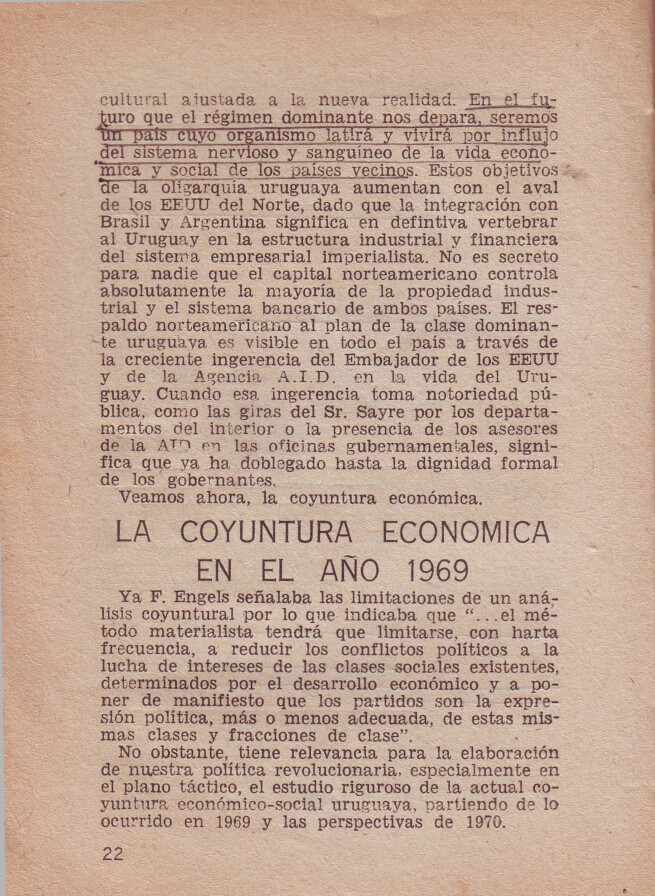 cultural ajustada a la nueva realidad. En el fu-
turo que el régimen dominante nos depara, seremos
un país cuyo organismo latirá y vivirá por influjo
del sistema nervioso y sanguíneo de la vida econó-
mica y social de los países vecinos. Estos objetivos
de la oligarquía uruguaya aumentan con el aval
de los EEUU del Norte, dado que la integración con
Brasil y Argentina significa en defintiva vertebrar
al Uruguay en la estructura industrial y financiera
del sistema empresarial imperialista. No es secreto
para nadie que el capital norteamericano controla
absolutamente la mayoría de la propiedad indus-
trial y el sistema bancario de ambos países. El res-
paldo norteamericano al plan de la clase dominan-
te uruguaya es visible en todo el país a través de
la creciente ingerencia del Embajador de los EEUU
y de la Agencia A.I.D. en la vida del Uru-
guay. Cuando esa ingerencia toma notoriedad pú-
blica, como las giras del Sr. Sayre por los departa-
mentos del interior o la presencia de los asesores
de la AID en las oficinas gubernamentales, signi-
fica que ya ha doblegado hasta la dignidad formal
de los gobernantes.
Veamos ahora, la coyuntura económica.
LA COYUNTURA ECONOMICA
EN EL AÑO 1969
Ya F. Engels señalaba las limitaciones de un aná-
lisis coyuntural por lo que indicaba que “...el mé-
todo materialista tendrá que limitarse, con harta
frecuencia, a reducir los conflictos políticos a la
lucha de intereses de las clases sociales existentes,
determinados por el desarrollo económico y a po-
ner de manifiesto que los partidos son la expre-
sión política, más o menos adecuada, de estas mis-
mas clases y fracciones de clase”.
No obstante, tiene relevancia para la elaboración
de nuestra política revolucionaria, especialmente en
el plano táctico, el estudio riguroso de la actual co-
yuntura económico-social uruguaya, partiendo de lo
ocurrido en 1969 y las perspectivas de 1970.
22